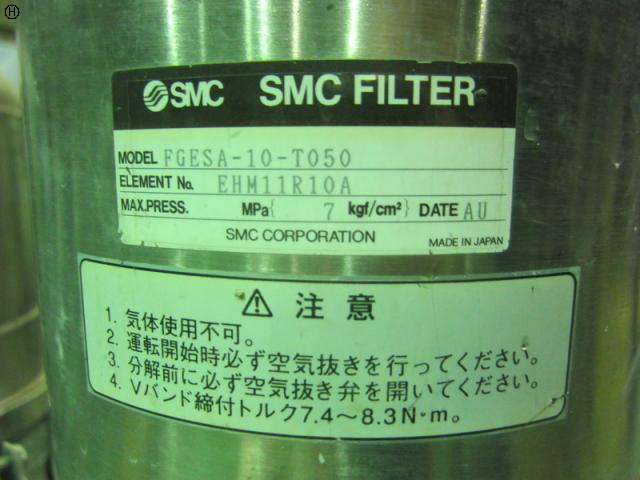 H
SMC SMC FILTER
MODEL FGESA-10-T050
ELEMENT No. EHM11R10A
MAX.PRESS. MPa{ 7 kgf/cm²} DATE AU
SMC CORPORATION MADE IN JAPAN
⚠ 注意
1. 気体使用不可。
2. 運転開始時必ず空気抜きを行ってください。
3. 分解前に必ず空気抜き弁を開いてください。
4. Vバンド締付トルク7.4～8.3N・m。